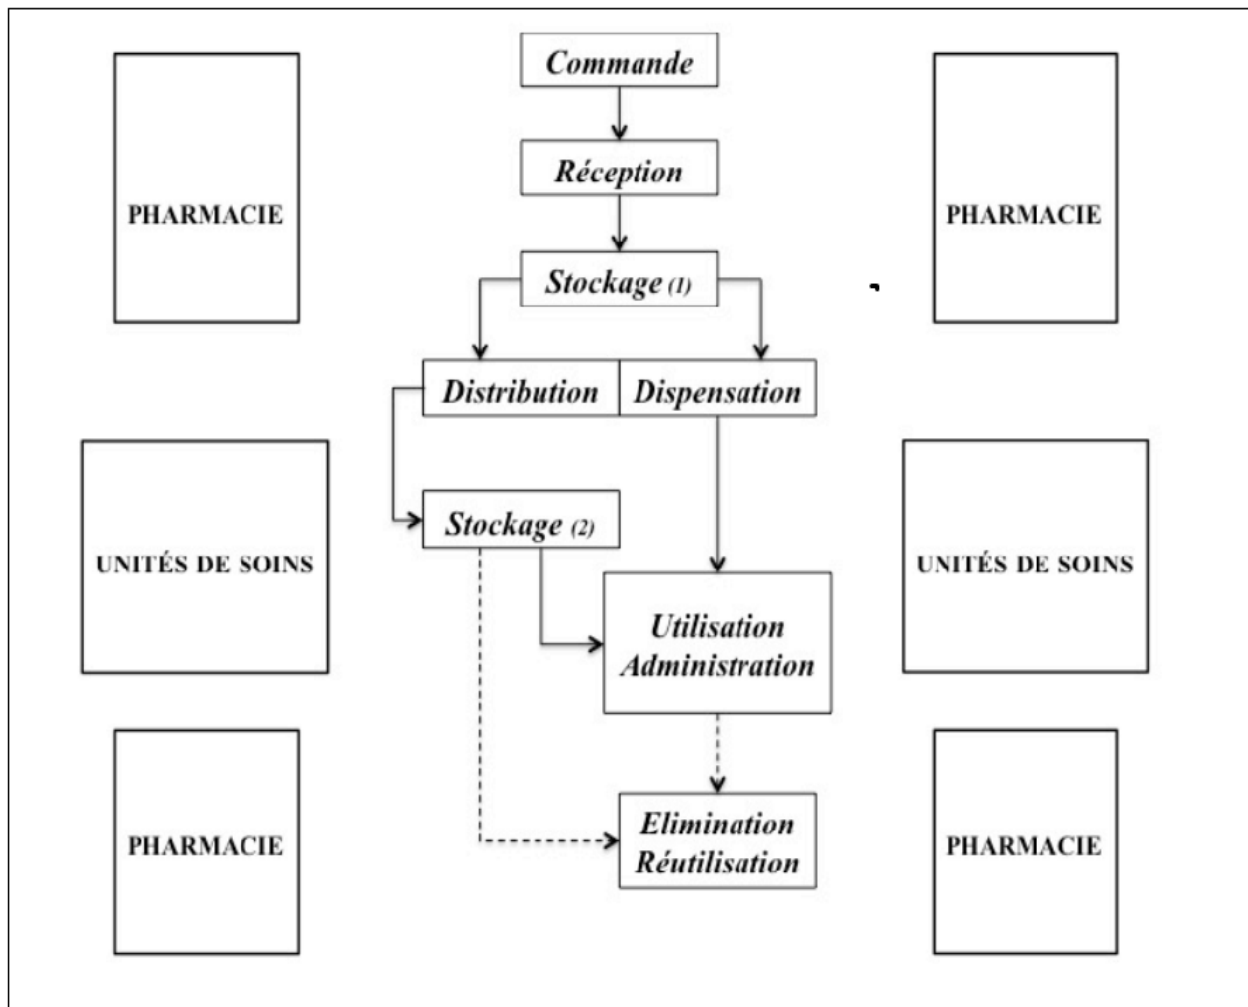 Commande
Réception
PHARMACIE
PHARMACIE
Stockage (1)
Distribution
Dispensation
Stockage (2)
UNITÉS DE SOINS
UNITÉS DE SOINS
Utilisation
Administration
Elimination
Réutilisation
PHARMACIE
PHARMACIE